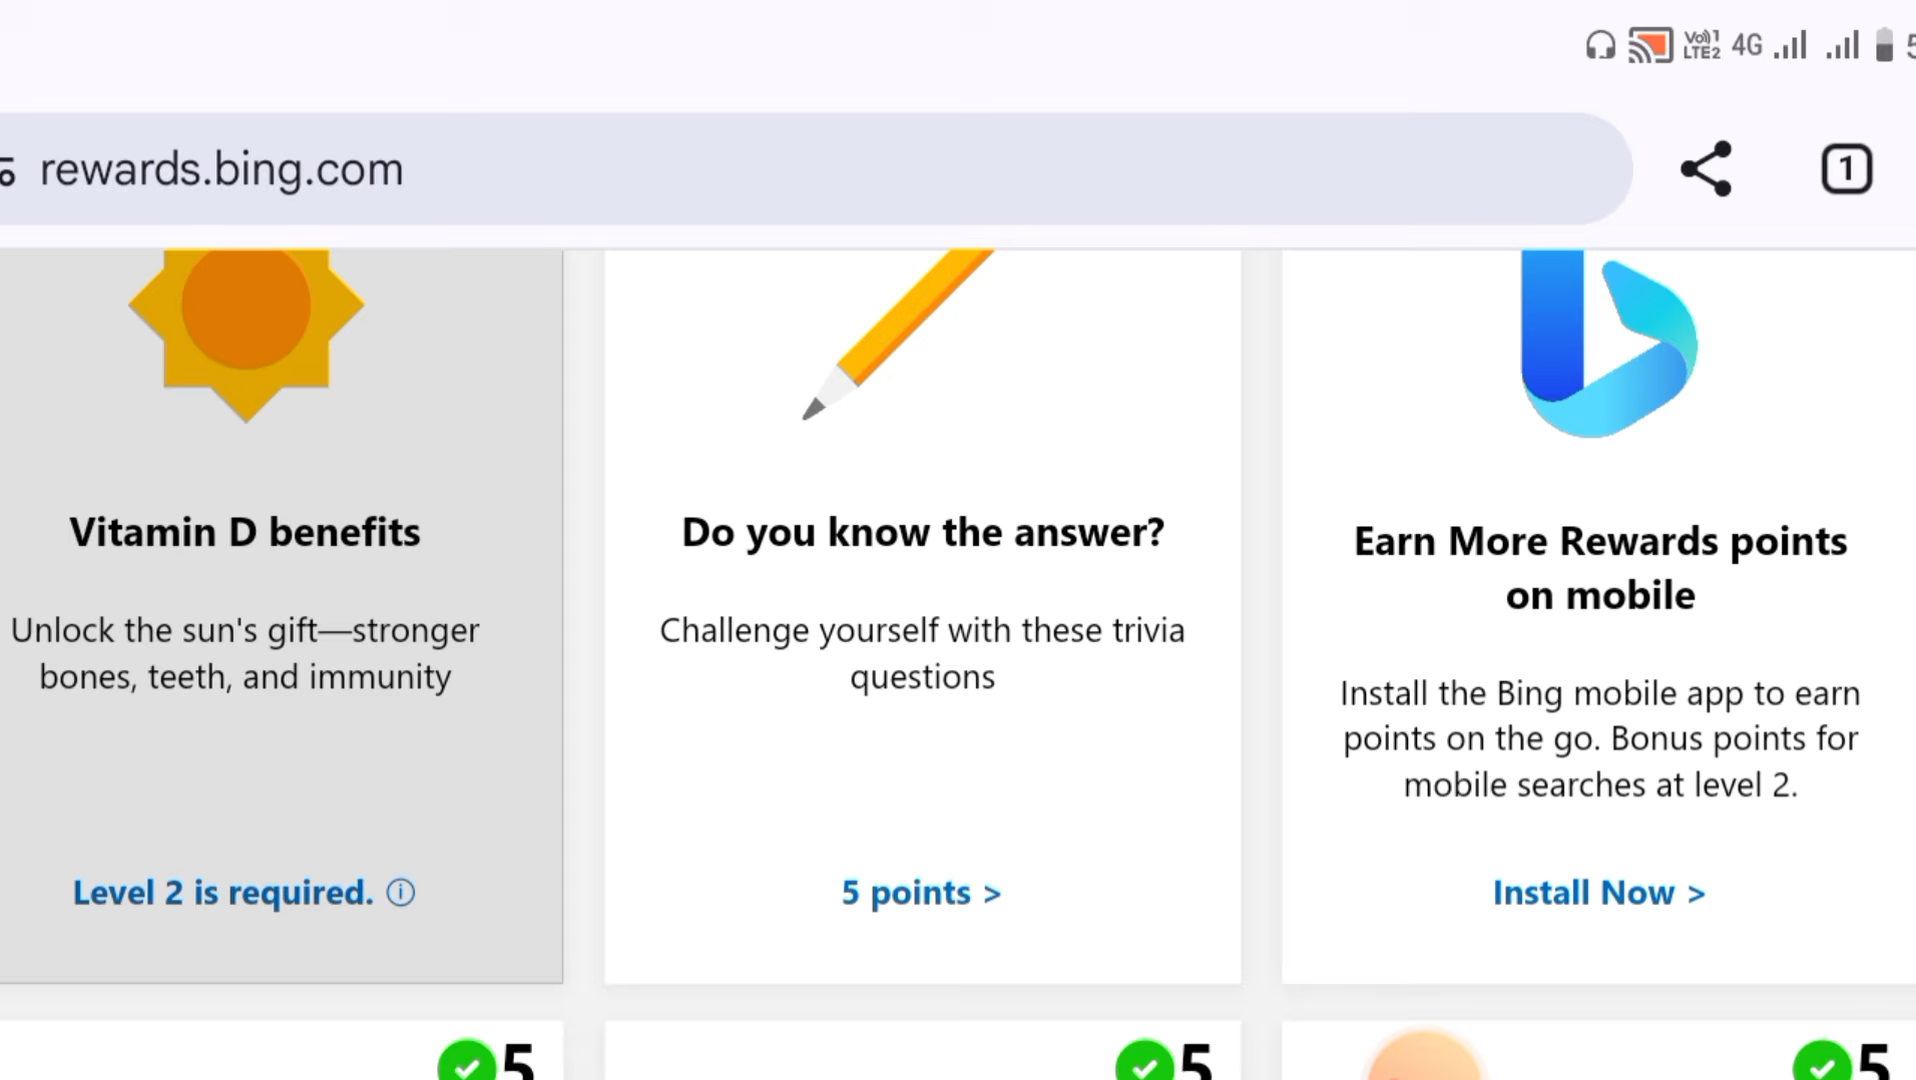 Vo) 1
LTE2 4G
rewards.bing.com
1
Vitamin D benefits
Unlock the sun's gift—stronger
bones, teeth, and immunity
Level 2 is required.
Do you know the answer?
Challenge yourself with these trivia
questions
5 points >
Earn More Rewards points
on mobile
Install the Bing mobile app to earn
points on the go. Bonus points for
mobile searches at level 2.
Install Now >
5
5
5